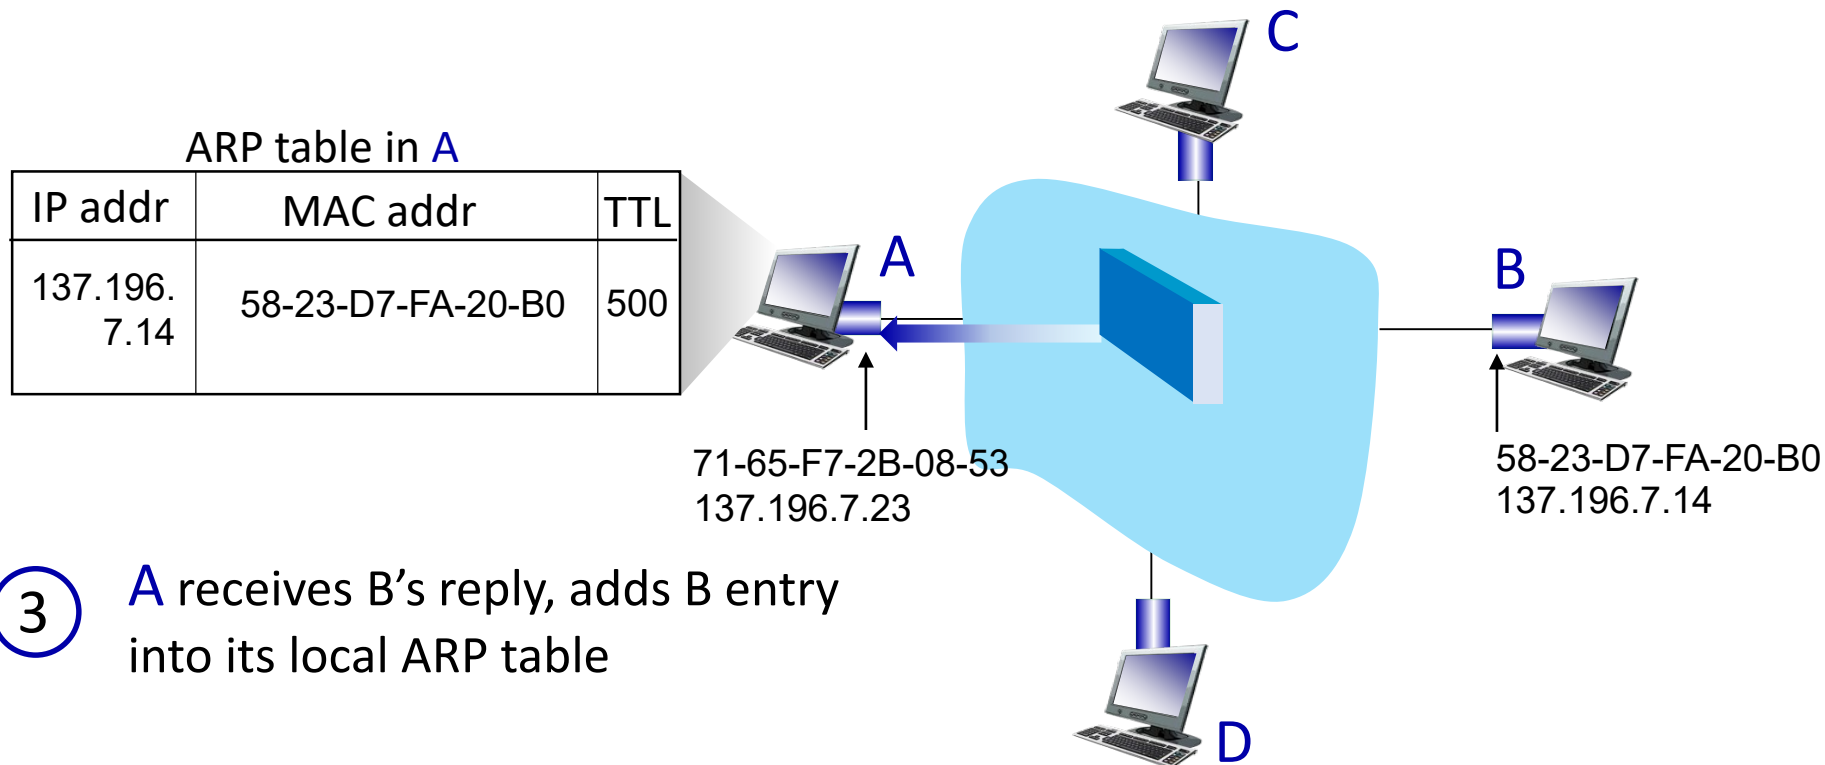 C
ARP table in A
IP addr MAC addr TTL
137.196.
7.14
58-23-D7-FA-20-B0 500
A
B
71-65-F7-2B-08-53
137.196.7.23
58-23-D7-FA-20-B0
137.196.7.14
3
A receives B’s reply, adds B entry
into its local ARP table
D